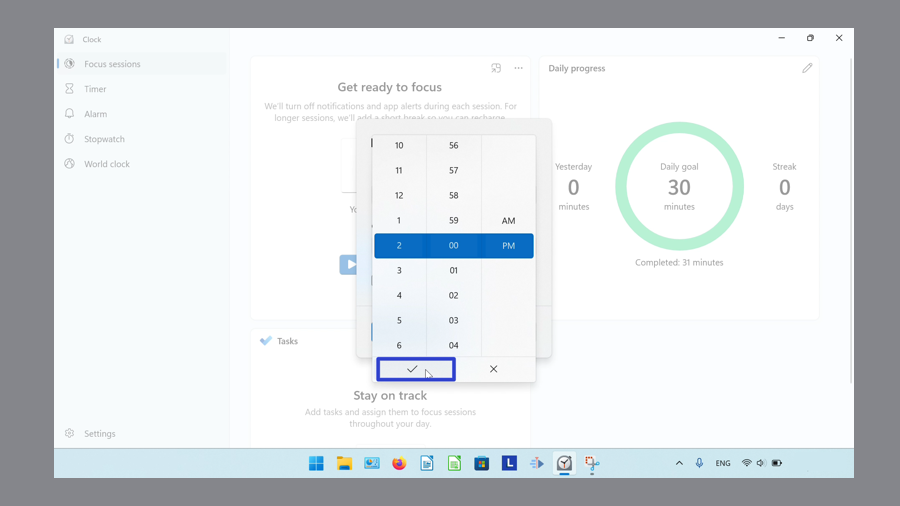 Clock
Focus sessions
Timer
Alarm
Stopwatch
World clock
Settings
Get ready to focus
We'll turn off notifications and app alerts during each session. For
longer sessions, we'll add a short break so you can recharge.
10 56
11 57
12 58
1 59 AM
2 00 PM
3 01
4 02
5 03
6 04
Daily progress
Yesterday
0
minutes
Daily goal
30
minutes
Streak
0
days
Completed: 31 minutes
Tasks
Stay on track
Add tasks and assign them to focus sessions
throughout your day.
L
ENG